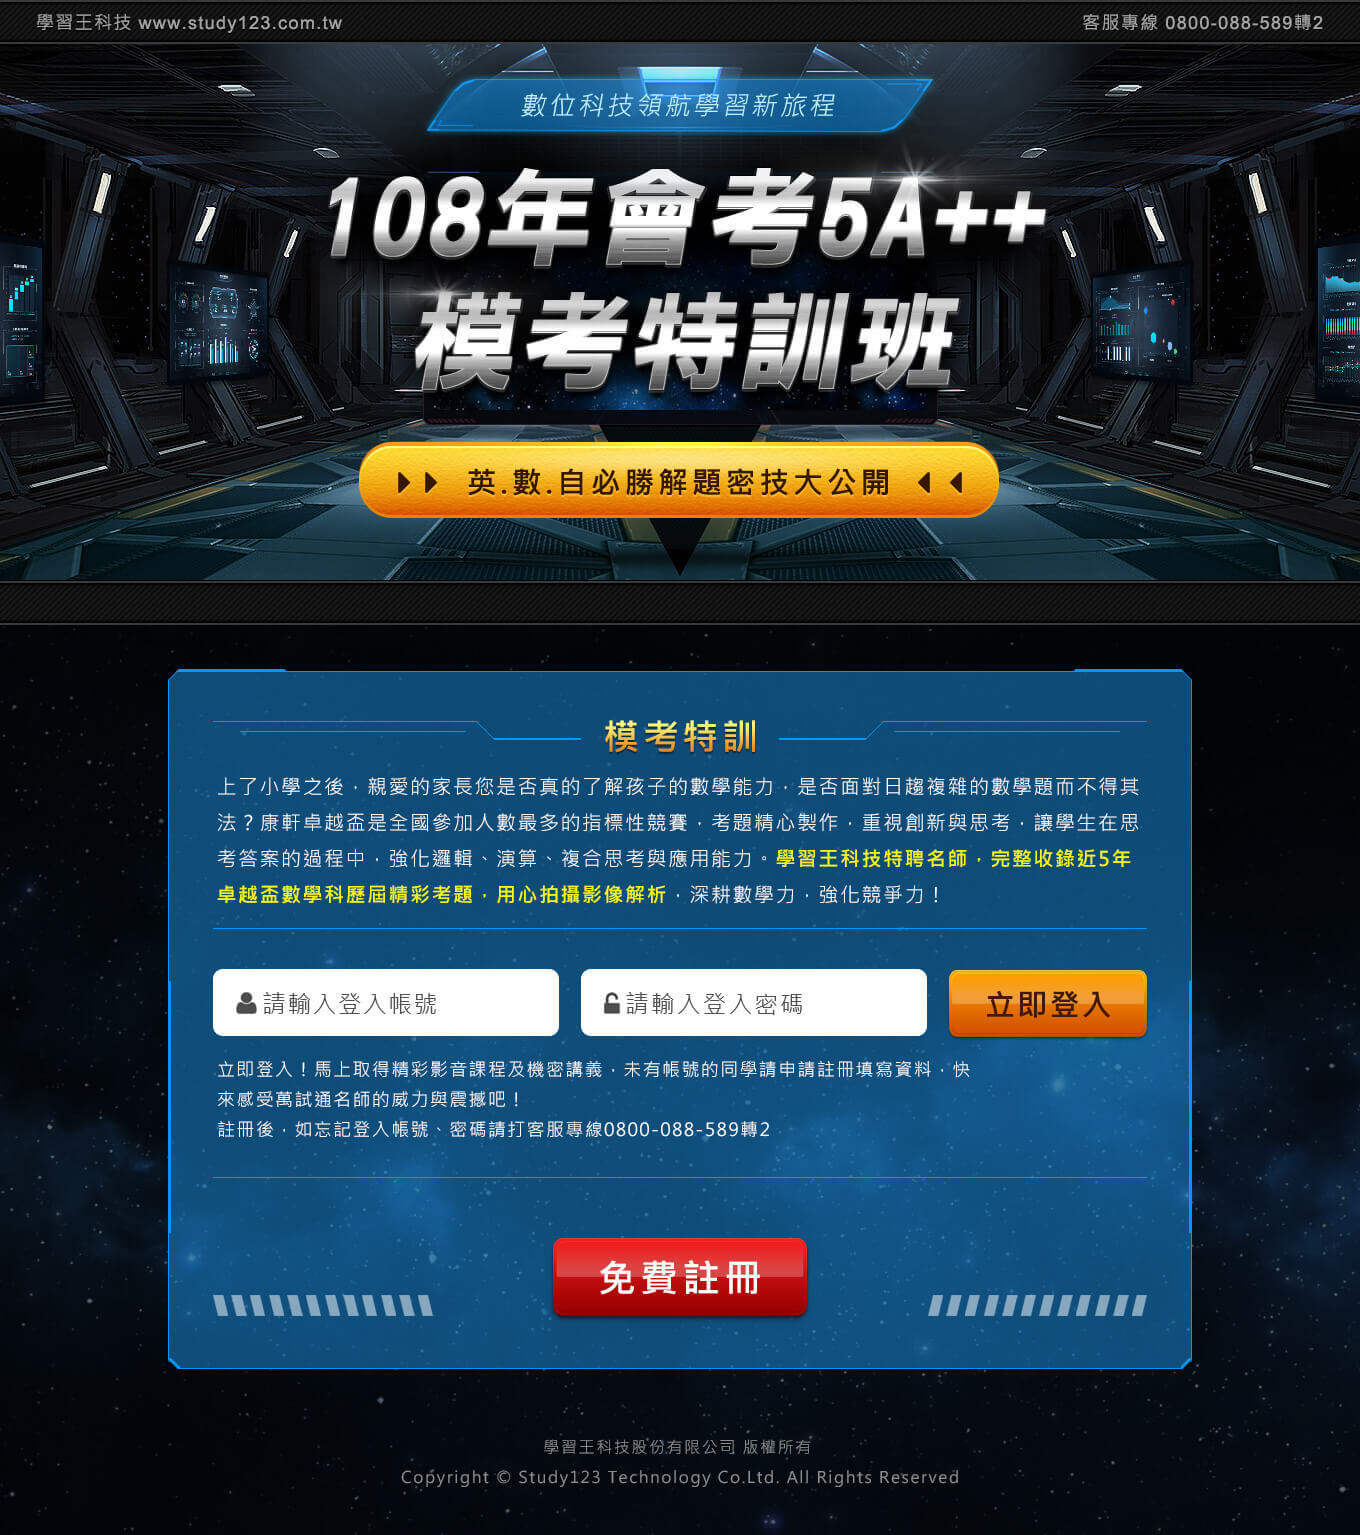 學習王科技 www.study123.com.tw
客服專線 0800-088-589轉2
數位科技領航學習新旅程
108年會考5A++
模考特訓班
英.數.自必勝解題密技大公開
模考特訓
上了小學之後，親愛的家長您是否真的了解孩子的數學能力，是否面對日趨複雜的數學題而不得其
法？康軒卓越盃是全國參加人數最多的指標性競賽，考題精心製作，重視創新與思考，讓學生在思
考答案的過程中，強化邏輯、演算、複合思考與應用能力。學習王科技特聘名師，完整收錄近5年
卓越盃數學科歷屆精彩考題，用心拍攝影像解析，深耕數學力，強化競爭力！
請輸入登入帳號
請輸入登入密碼
立即登入
立即登入！馬上取得精彩影音課程及機密講義，未有帳號的同學請申請註冊填寫資料，快
來感受萬試通名師的威力與震撼吧！
註冊後，如忘記登入帳號、密碼請打客服專線0800-088-589轉2
免費註冊
學習王科技股份有限公司 版權所有
Copyright © Study123 Technology Co.Ltd. All Rights Reserved